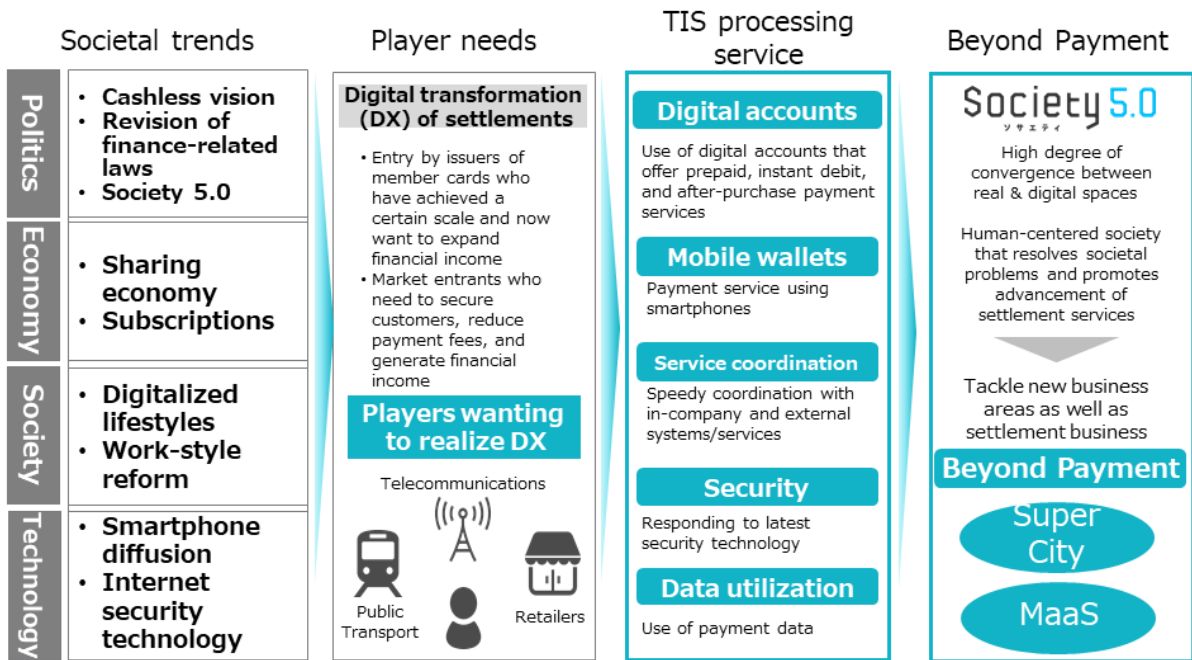 Societal trends
Player needs
TIS processing
service
Beyond Payment
Politics
• Cashless vision
• Revision of
finance-related
laws
• Society 5.0
Economy
• Sharing
economy
• Subscriptions
Society
• Digitalized
lifestyles
• Work-style
reform
Technology
• Smartphone
diffusion
• Internet
security
technology
Digital transformation
(DX) of settlements
• Entry by issuers of
member cards who
have achieved a
certain scale and now
want to expand
financial income
• Market entrants who
need to secure
customers, reduce
payment fees, and
generate financial
income
Players wanting
to realize DX
Telecommunications
Public
Transport
Retailers
Digital accounts
Use of digital accounts that
offer prepaid, instant debit,
and after-purchase payment
services
Mobile wallets
Payment service using
smartphones
Service coordination
Speedy coordination with
in-company and external
systems/services
Security
Responding to latest
security technology
Data utilization
Use of payment data
Society 5.0
ソサエティ
High degree of
convergence between
real & digital spaces
Human-centered society
that resolves societal
problems and promotes
advancement of
settlement services
Tackle new business
areas as well as
settlement business
Beyond Payment
Super
City
MaaS